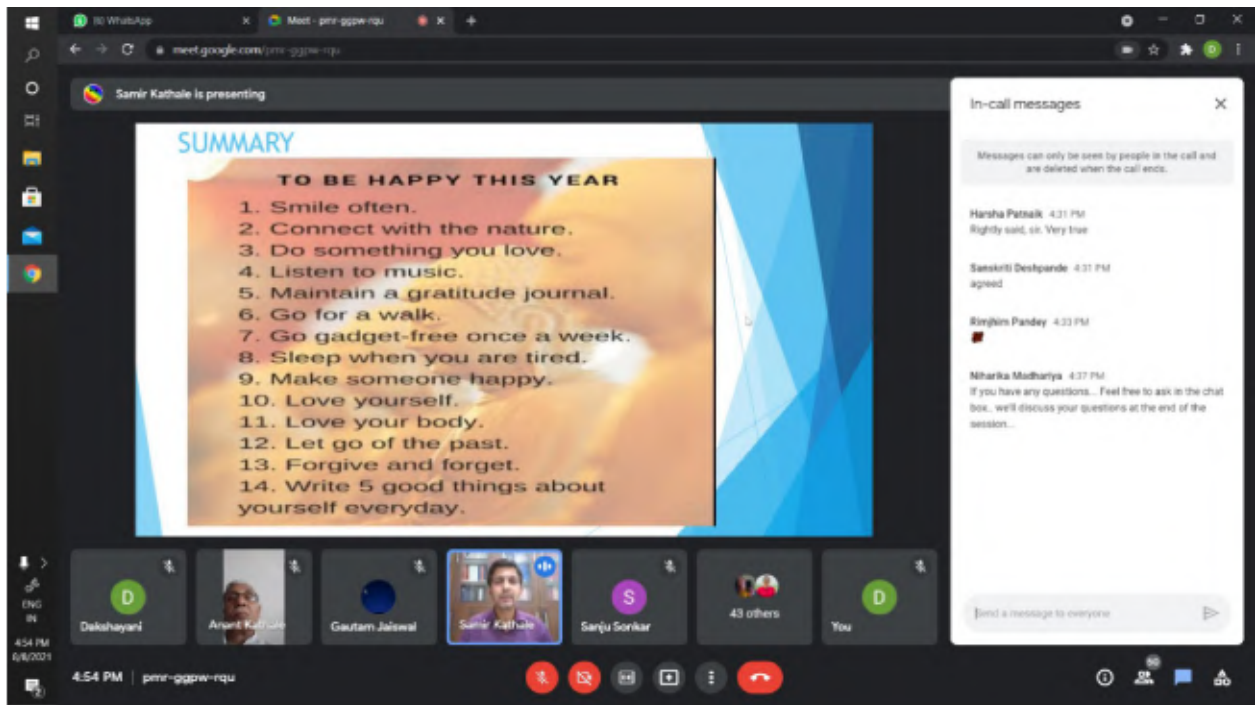 (80) WhatsApp
Meet - pmr-ggpw-rqu
meet.google.com/pmr-ggpw-rqu
D
Samir Kathale is presenting
SUMMARY
TO BE HAPPY THIS YEAR
1. Smile often.
2. Connect with the nature.
3. Do something you love.
4. Listen to music.
5. Maintain a gratitude journal.
6. Go for a walk.
7. Go gadget-free once a week.
8. Sleep when you are tired.
9. Make someone happy.
10. Love yourself.
11. Love your body.
12. Let go of the past.
13. Forgive and forget.
14. Write 5 good things about
yourself everyday.
In-call messages
Messages can only be seen by people in the call and
are deleted when the call ends.
Harsha Patnaik 4:31 PM
Rightly said, sir. Very true
Sanskriti Deshpande 4:31 PM
agreed
Rimjhim Pandey 4:33 PM
Niharika Madhariya 4:37 PM
If you have any questions... Feel free to ask in the chat
box.. we'll discuss your questions at the end of the
session...
Send a message to everyone
D
Dakshayani
Anant Kathale
Gautam Jaiswal
Samir Kathale
S
Sanju Sonkar
43 others
D
You
ENG
IN
4:54 PM
6/8/2021
2
4:54 PM | pmr-ggpw-rqu
50